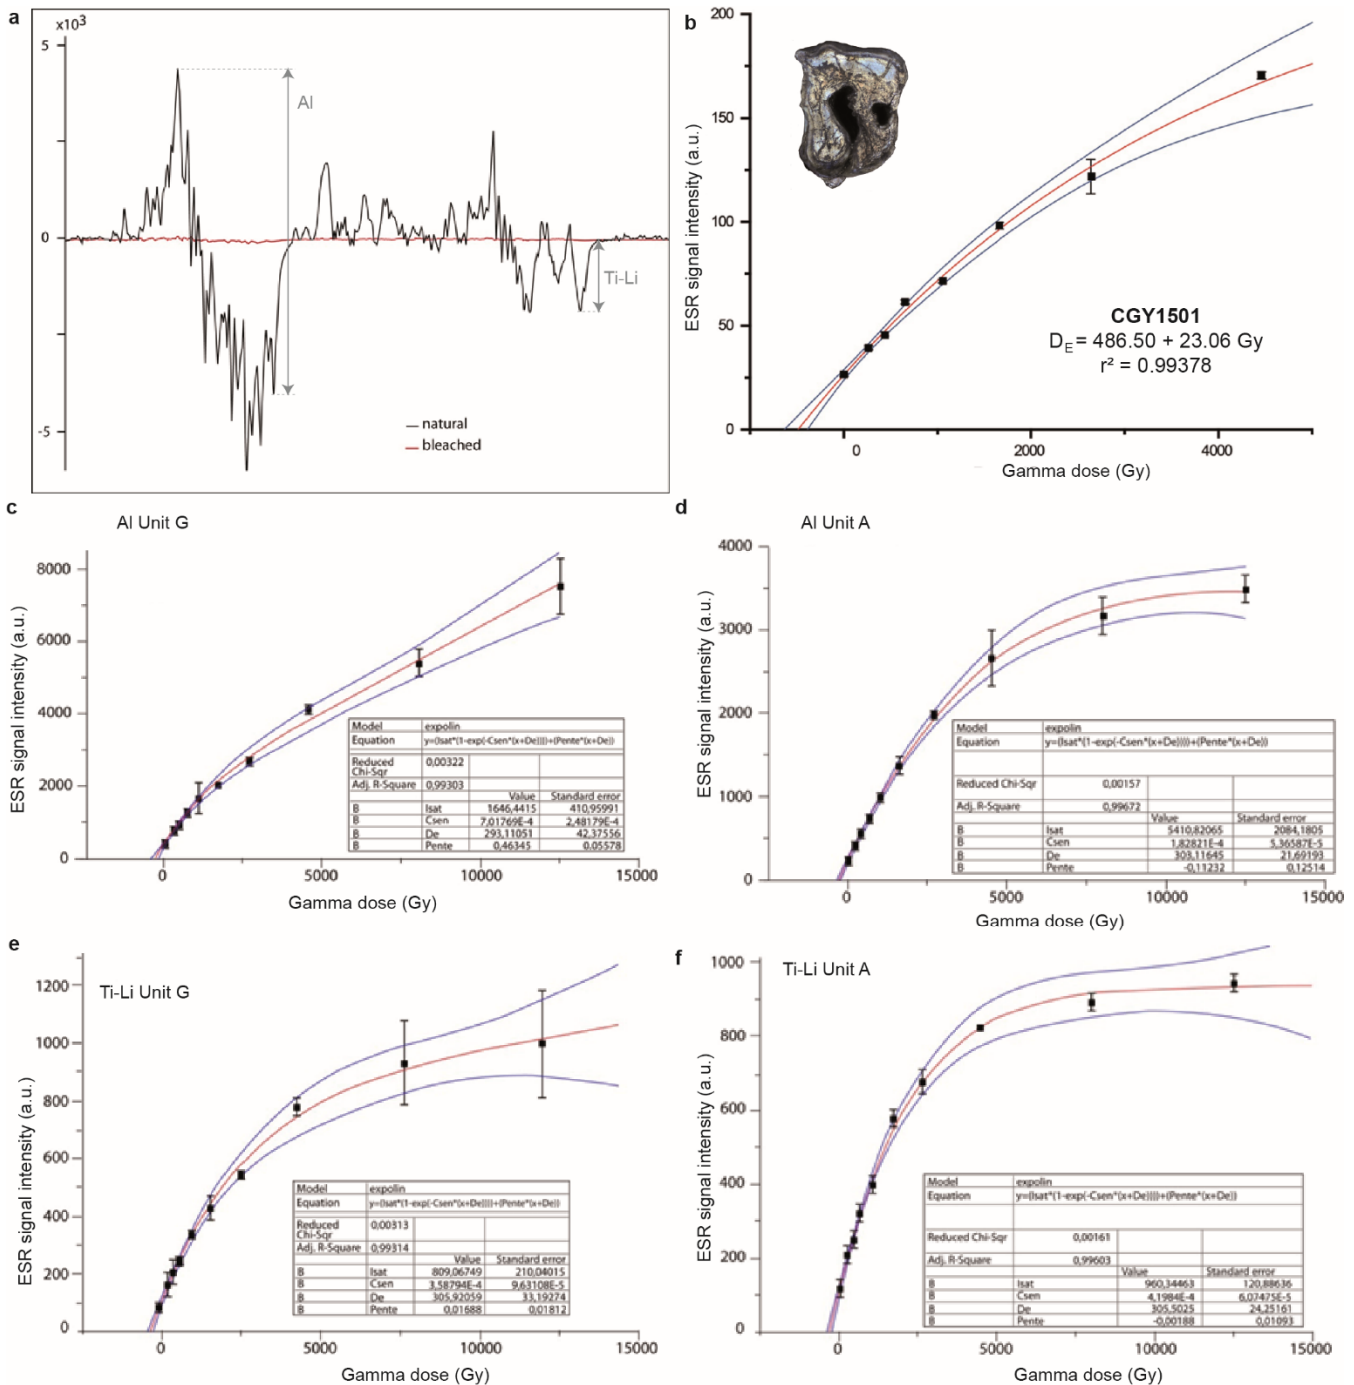 a
x10³
5
0
-5
Al
Ti-Li
natural
bleached
b
200
150
100
50
0
ESR signal intensity (a.u.)
CGY1501
DE = 486.50 + 23.06 Gy
r² = 0.99378
0 2000 4000
Gamma dose (Gy)
c
Al Unit G
8000
6000
4000
2000
0
ESR signal intensity (a.u.)
Model expolin
Equation y=(Isat*(1-exp(-Csen*(x+De))))+(Pente*(x+De))
Reduced Chi-Sqr 0,00322
Adj. R-Square 0,99303
Value Standard error
B Isat 1646,4415 410,95991
B Csen 7,01769E-4 2,48179E-4
B De 293,11051 42,37556
B Pente 0,46345 0,05578
0 5000 10000 15000
Gamma dose (Gy)
d
Al Unit A
4000
3000
2000
1000
0
ESR signal intensity (a.u.)
Model expolin
Equation y=(Isat*(1-exp(-Csen*(x+De))))+(Pente*(x+De))
Reduced Chi-Sqr 0,00157
Adj. R-Square 0,99672
Value Standard error
B Isat 5410,82065 2084,1805
B Csen 1,82821E-4 5,36587E-5
B De 303,11645 21,69193
B Pente -0,11232 0,12514
0 5000 10000 15000
Gamma dose (Gy)
e
Ti-Li Unit G
1200
1000
800
600
400
200
0
ESR signal intensity (a.u.)
Model expolin
Equation y=(Isat*(1-exp(-Csen*(x+De))))+(Pente*(x+De))
Reduced Chi-Sqr 0,00313
Adj. R-Square 0,99314
Value Standard error
B Isat 809,06749 210,04015
B Csen 3,58794E-4 9,63108E-5
B De 305,92059 33,19274
B Pente 0,01688 0,01812
0 5000 10000 15000
Gamma dose (Gy)
f
Ti-Li Unit A
1000
800
600
400
200
0
ESR signal intensity (a.u.)
Model expolin
Equation y=(Isat*(1-exp(-Csen*(x+De))))+(Pente*(x+De))
Reduced Chi-Sqr 0,00161
Adj. R-Square 0,99603
Value Standard error
B Isat 960,34463 120,88636
B Csen 4,1984E-4 6,07475E-5
B De 305,5025 24,25161
B Pente -0,00188 0,01093
0 5000 10000 15000
Gamma dose (Gy)